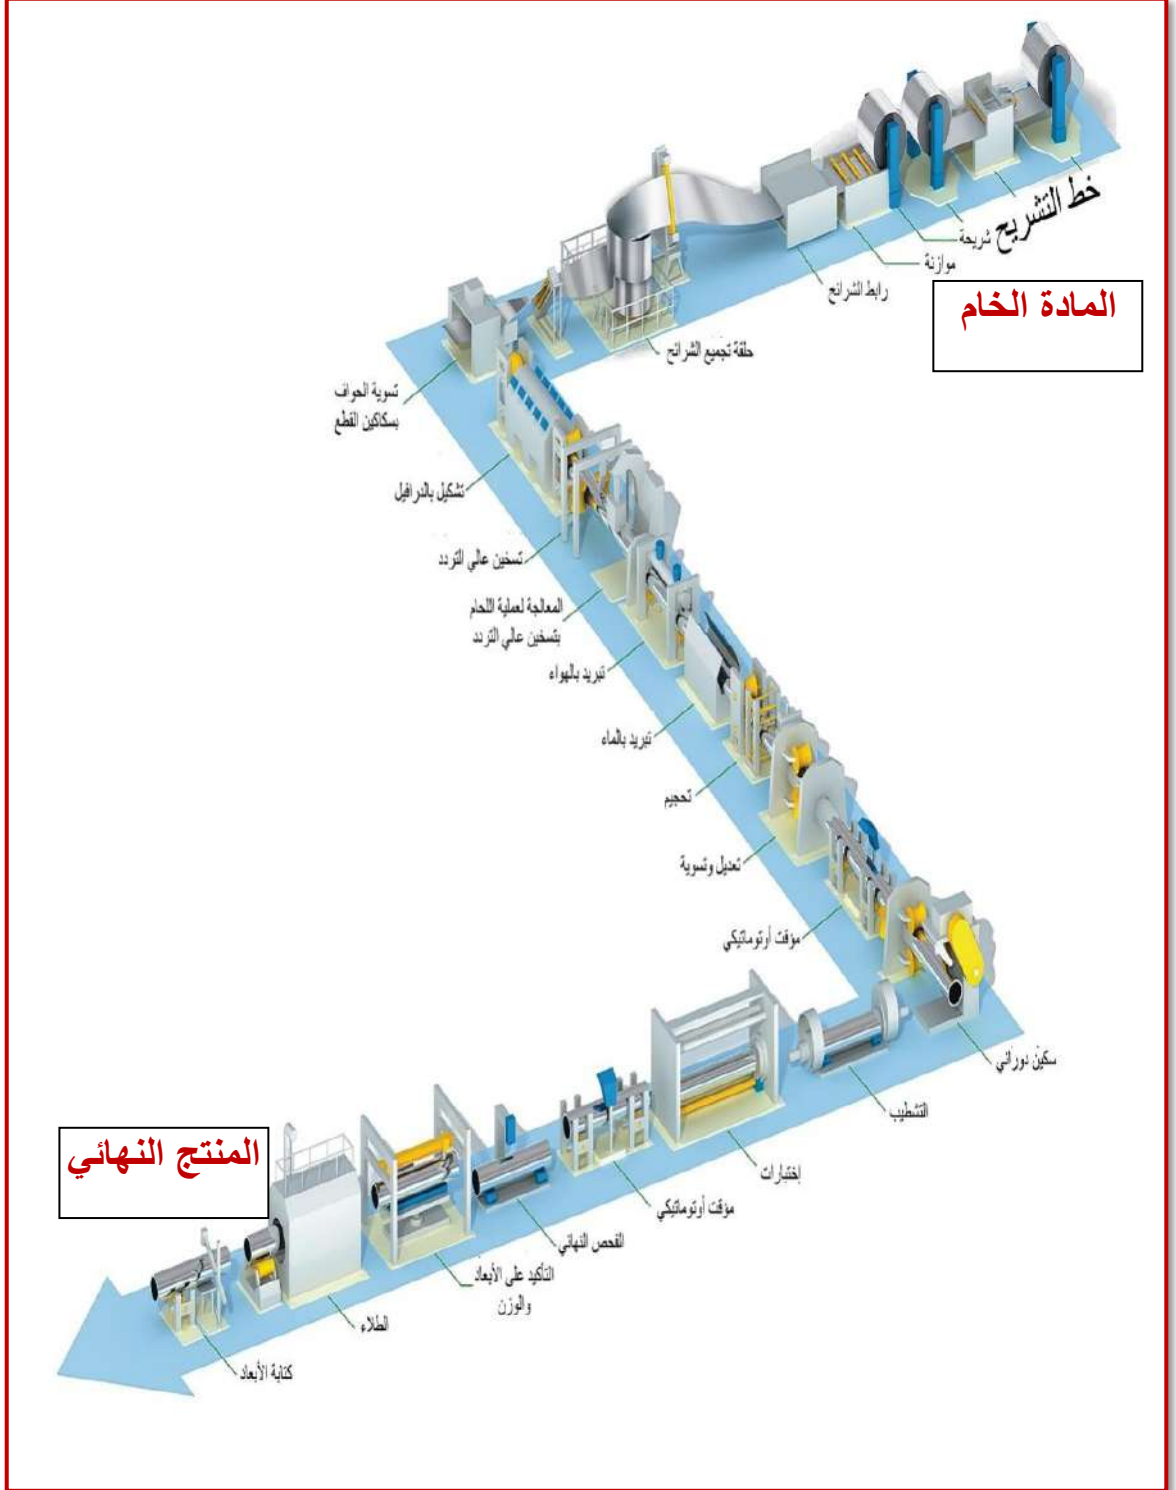 خط التشريح
شريحة
موازنة
رابط الشرائح
المادة الخام
حلقة تجميع الشرائح
تسوية الحواف
بسكاكين القطع
تشكيل بالدرافيل
تسخين عالي التردد
المعالجة لعملية اللحام
بتسخين عالي التردد
تبريد بالهواء
تبريد بالماء
تحجيم
تعديل وتسوية
مؤقت أوتوماتيكي
سكين دوراني
التشطيب
إختبارات
مؤقت أوتوماتيكي
الفحص النهائي
التأكيد على الأبعاد
والوزن
الطلاء
كتابة الأبعاد
المنتج النهائي